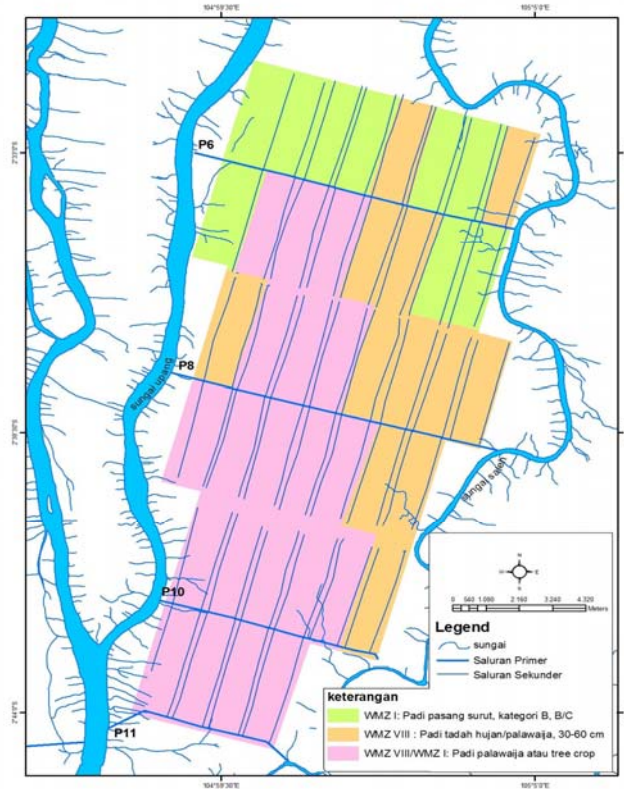 104°59'30"E
105°5'0"E
P6
P8
sungai upang
sungai saleh
P10
P11
N
E
S
0 540 1.080 2.160 3.240 4.320
Meters
Legend
sungai
Saluran Primer
Saluran Sekunder
keterangan
WMZ I: Padi pasang surut, kategori B, B/C
WMZ VIII : Padi tadah hujan/palawaija, 30-60 cm
WMZ VIII/WMZ I: Padi palawaija atau tree crop
104°59'30"E
105°5'0"E